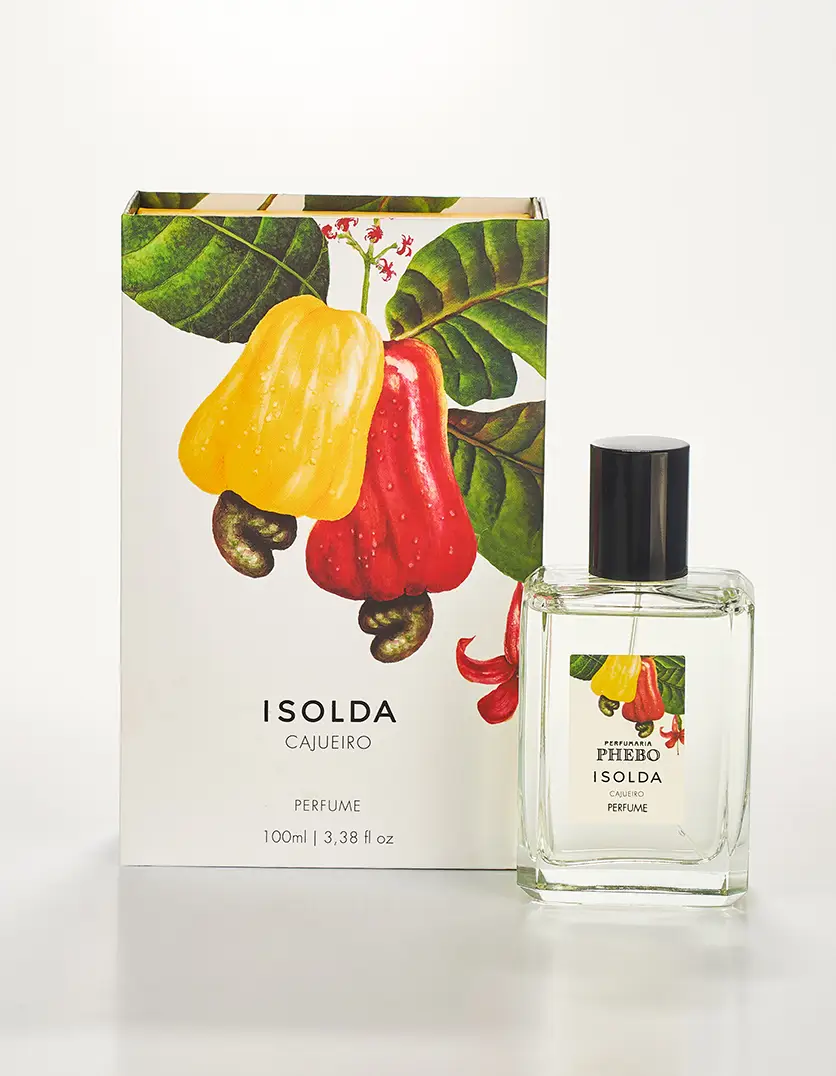 ISOLDA
CAJUEIRO
PERFUME
100ml | 3,38 fl oz
PERFUMARIA
PHEBO
ISOLDA
CAJUEIRO
PERFUME